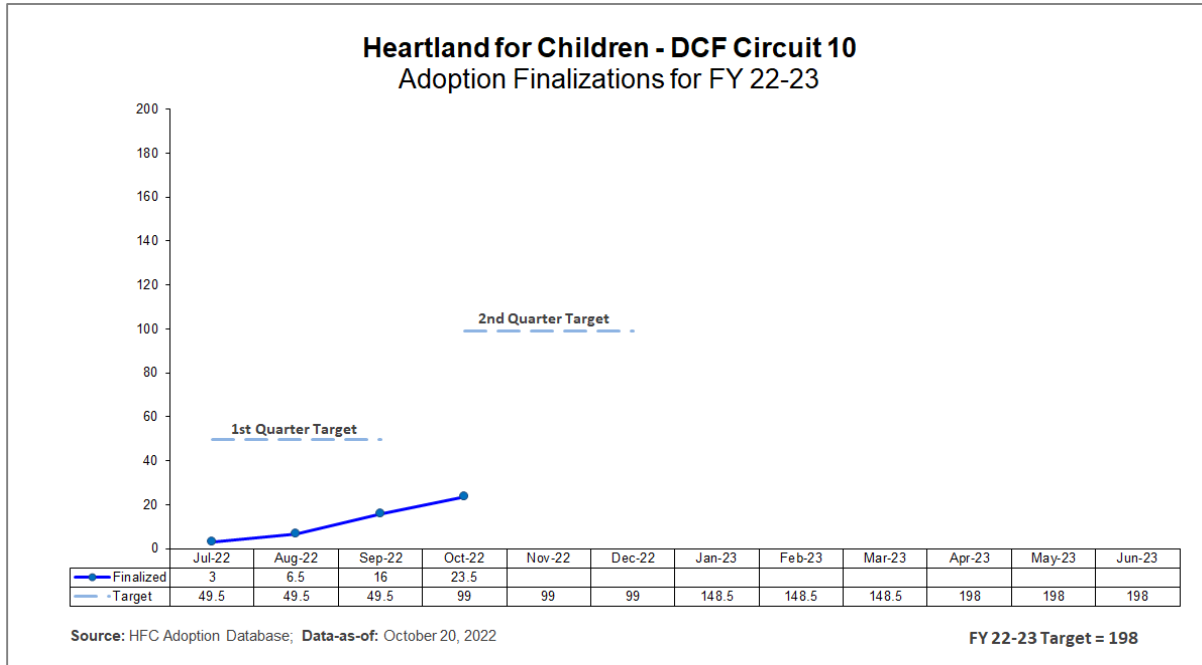 Heartland for Children - DCF Circuit 10
Adoption Finalizations for FY 22-23
200
180
160
140
120
100
80
60
40
20
0
2nd Quarter Target
1st Quarter Target
Jul-22 Aug-22 Sep-22 Oct-22 Nov-22 Dec-22 Jan-23 Feb-23 Mar-23 Apr-23 May-23 Jun-23
Finalized 3 6.5 16 23.5
Target 49.5 49.5 49.5 99 99 99 148.5 148.5 148.5 198 198 198
Source: HFC Adoption Database; Data-as-of: October 20, 2022
FY 22-23 Target = 198